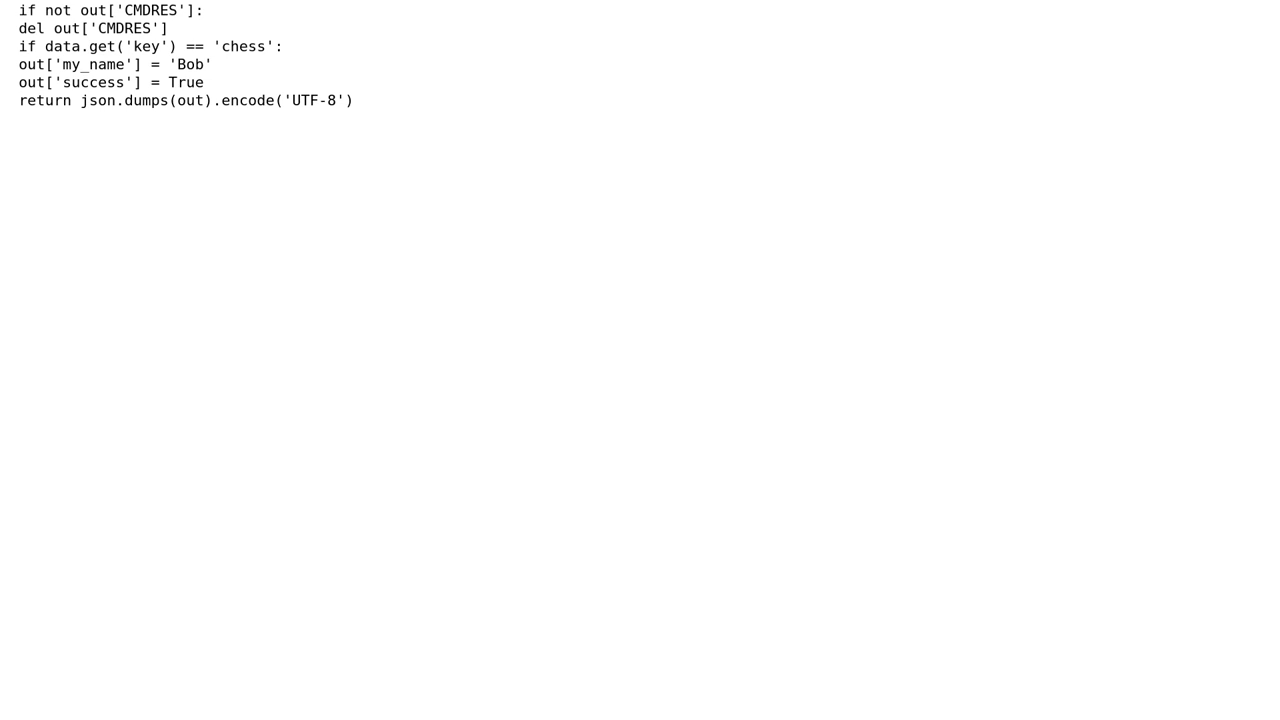 if not out['CMDRES']:
del out['CMDRES']
if data.get('key') == 'chess':
out['my_name'] = 'Bob'
out['success'] = True
return json.dumps(out).encode('UTF-8')